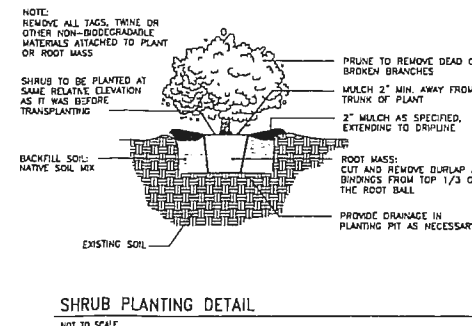 NOTE:
REMOVE ALL TAGS, TWINE OR
OTHER NON-BIODEGRADABLE
MATERIALS ATTACHED TO PLANT
OR ROOT MASS
SHRUB TO BE PLANTED AT
SAME RELATIVE ELEVATION
AS IT WAS BEFORE
TRANSPLANTING
BACKFILL SOIL:
NATIVE SOIL MIX
EXISTING SOIL
PRUNE TO REMOVE DEAD O
BROKEN BRANCHES
MULCH 2" MIN. AWAY FROM
TRUNK OF PLANT
2" MULCH AS SPECIFIED,
EXTENDING TO DRIPLINE
ROOT MASS:
CUT AND REMOVE BURLAP
BINDINGS FROM TOP 1/3 O
THE ROOT BALL
PROVIDE DRAINAGE IN
PLANTING PIT AS NECESSARY
SHRUB PLANTING DETAIL
NOT TO SCALE